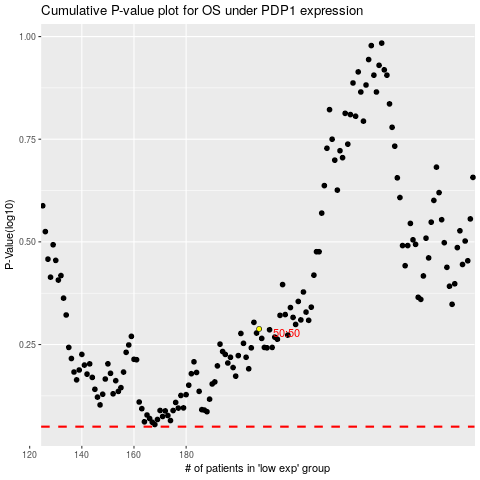 Cumulative P-value plot for OS under PDP1 expression
1.00
0.75
0.50
0.25
P-Value(log10)
50:50
120 140 160 180
# of patients in 'low exp' group